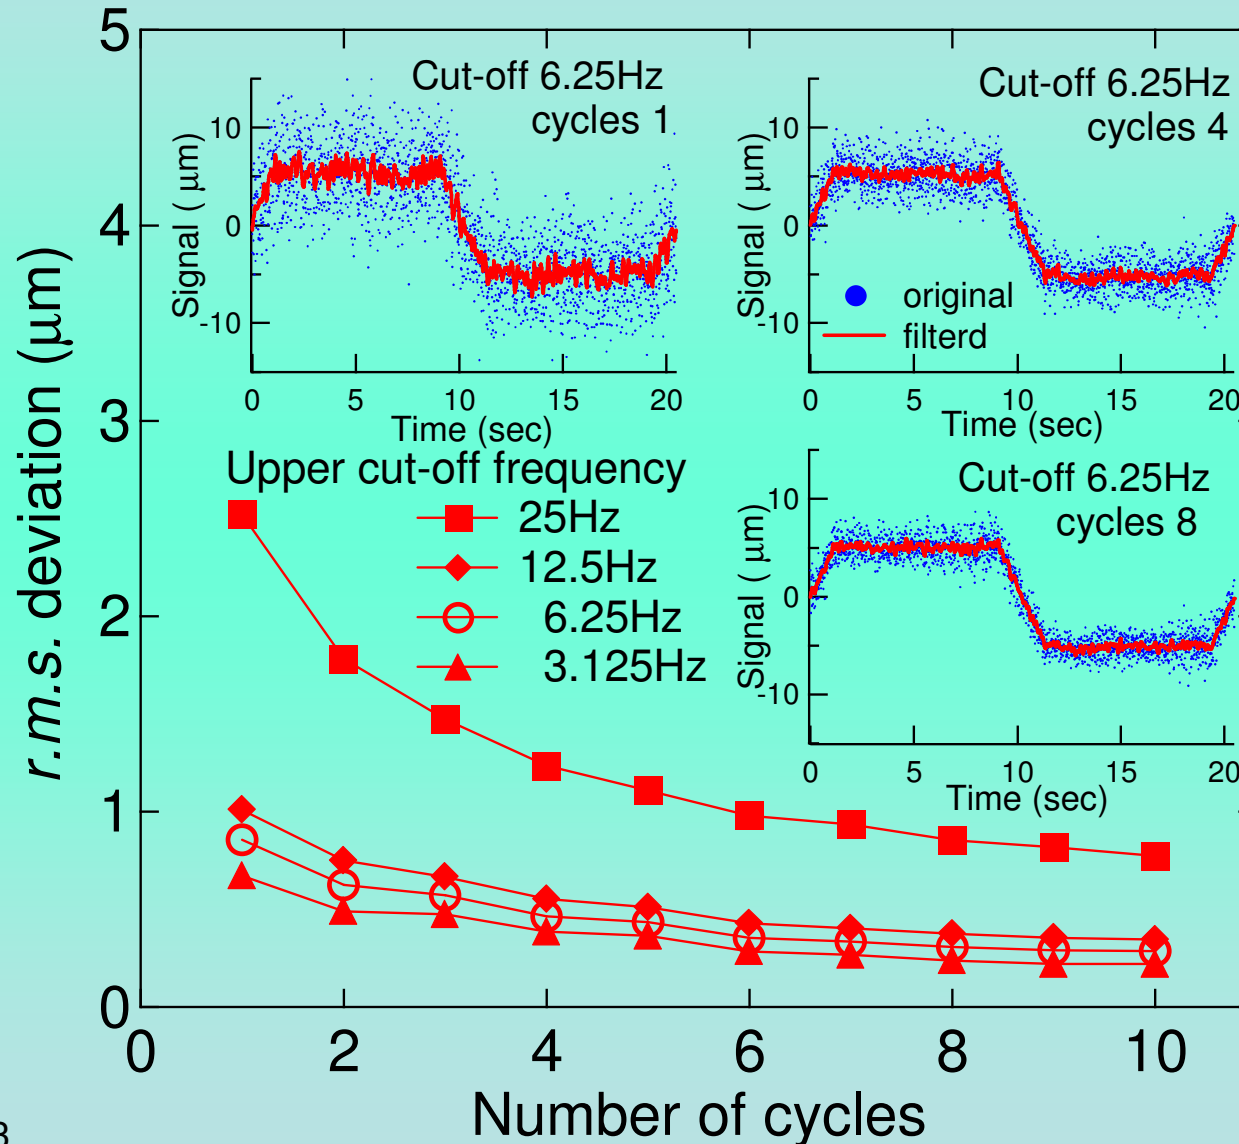 5
4
3
2
1
0
r.m.s. deviation (μm)
0 2 4 6 8 10
Number of cycles
Cut-off 6.25Hz
cycles 1
Signal ( μm)
10
0
-10
0 5 10 15 20
Time (sec)
Cut-off 6.25Hz
cycles 4
Signal ( μm)
10
0
-10
original
filterd
0 5 10 15 20
Time (sec)
Upper cut-off frequency
25Hz
12.5Hz
6.25Hz
3.125Hz
Cut-off 6.25Hz
cycles 8
Signal ( μm)
10
0
-10
0 5 10 15 20
Time (sec)